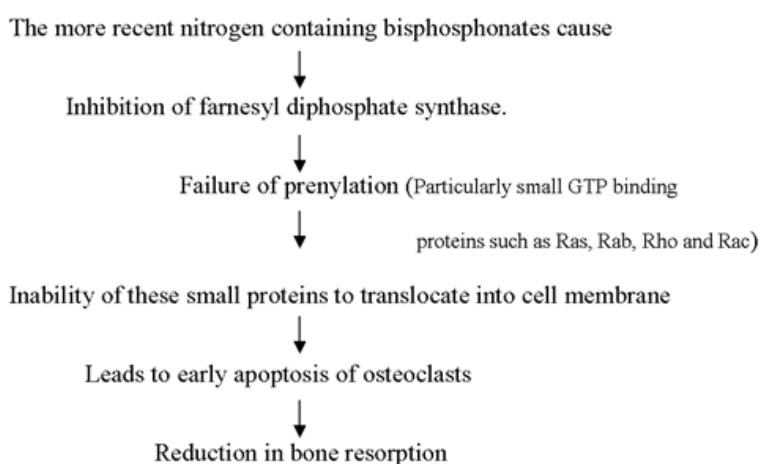 The more recent nitrogen containing bisphosphonates cause
Inhibition of farnesyl diphosphate synthase.
Failure of prenylation (Particularly small GTP binding
proteins such as Ras, Rab, Rho and Rac)
Inability of these small proteins to translocate into cell membrane
Leads to early apoptosis of osteoclasts
Reduction in bone resorption